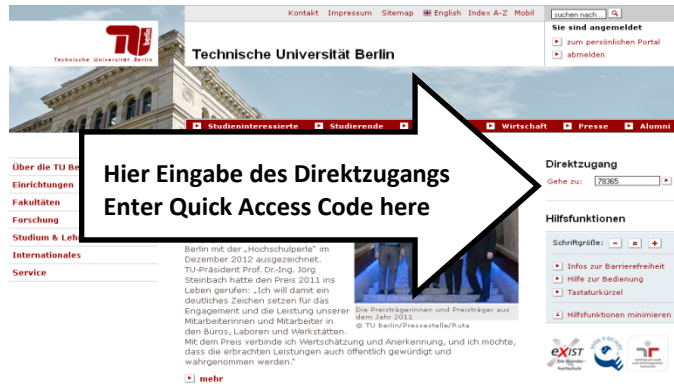 Kontakt Impressum Sitemap English Index A-Z Mobil
suchen nach ...
Sie sind angemeldet
zum persönlichen Portal
abmelden
Technische Universität Berlin
Technische Universität Berlin
Studieninteressierte Studierende Wirtschaft Presse Alumni
Über die TU Be
Einrichtungen
Fakultäten
Forschung
Studium & Leh
Internationales
Service
Hier Eingabe des Direktzugangs
Enter Quick Access Code here
Berlin mit der „Hochschulperle" im
Dezember 2012 ausgezeichnet.
TU-Präsident Prof. Dr.-Ing. Jörg
Steinbach hatte den Preis 2011 ins
Leben gerufen: „Ich will damit ein
deutliches Zeichen setzen für das
Engagement und die Leistung unserer
Mitarbeiterinnen und Mitarbeiter in
den Büros, Laboren und Werkstätten.
Mit dem Preis verbinde ich Wertschätzung und Anerkennung, und ich möchte,
dass die erbrachten Leistungen auch öffentlich gewürdigt und
wahrgenommen werden."
mehr
Die Preisträgerinnen und Preisträger aus
dem Jahr 2011
© TU Berlin/Pressestelle/Ruta
Direktzugang
Gehe zu: 78365
Hilfsfunktionen
Schriftgröße: - = +
Infos zur Barrierefreiheit
Hilfe zur Bedienung
Tastaturkürzel
Hilfsfunktionen minimieren
exist
Die Gründer-
hochschule